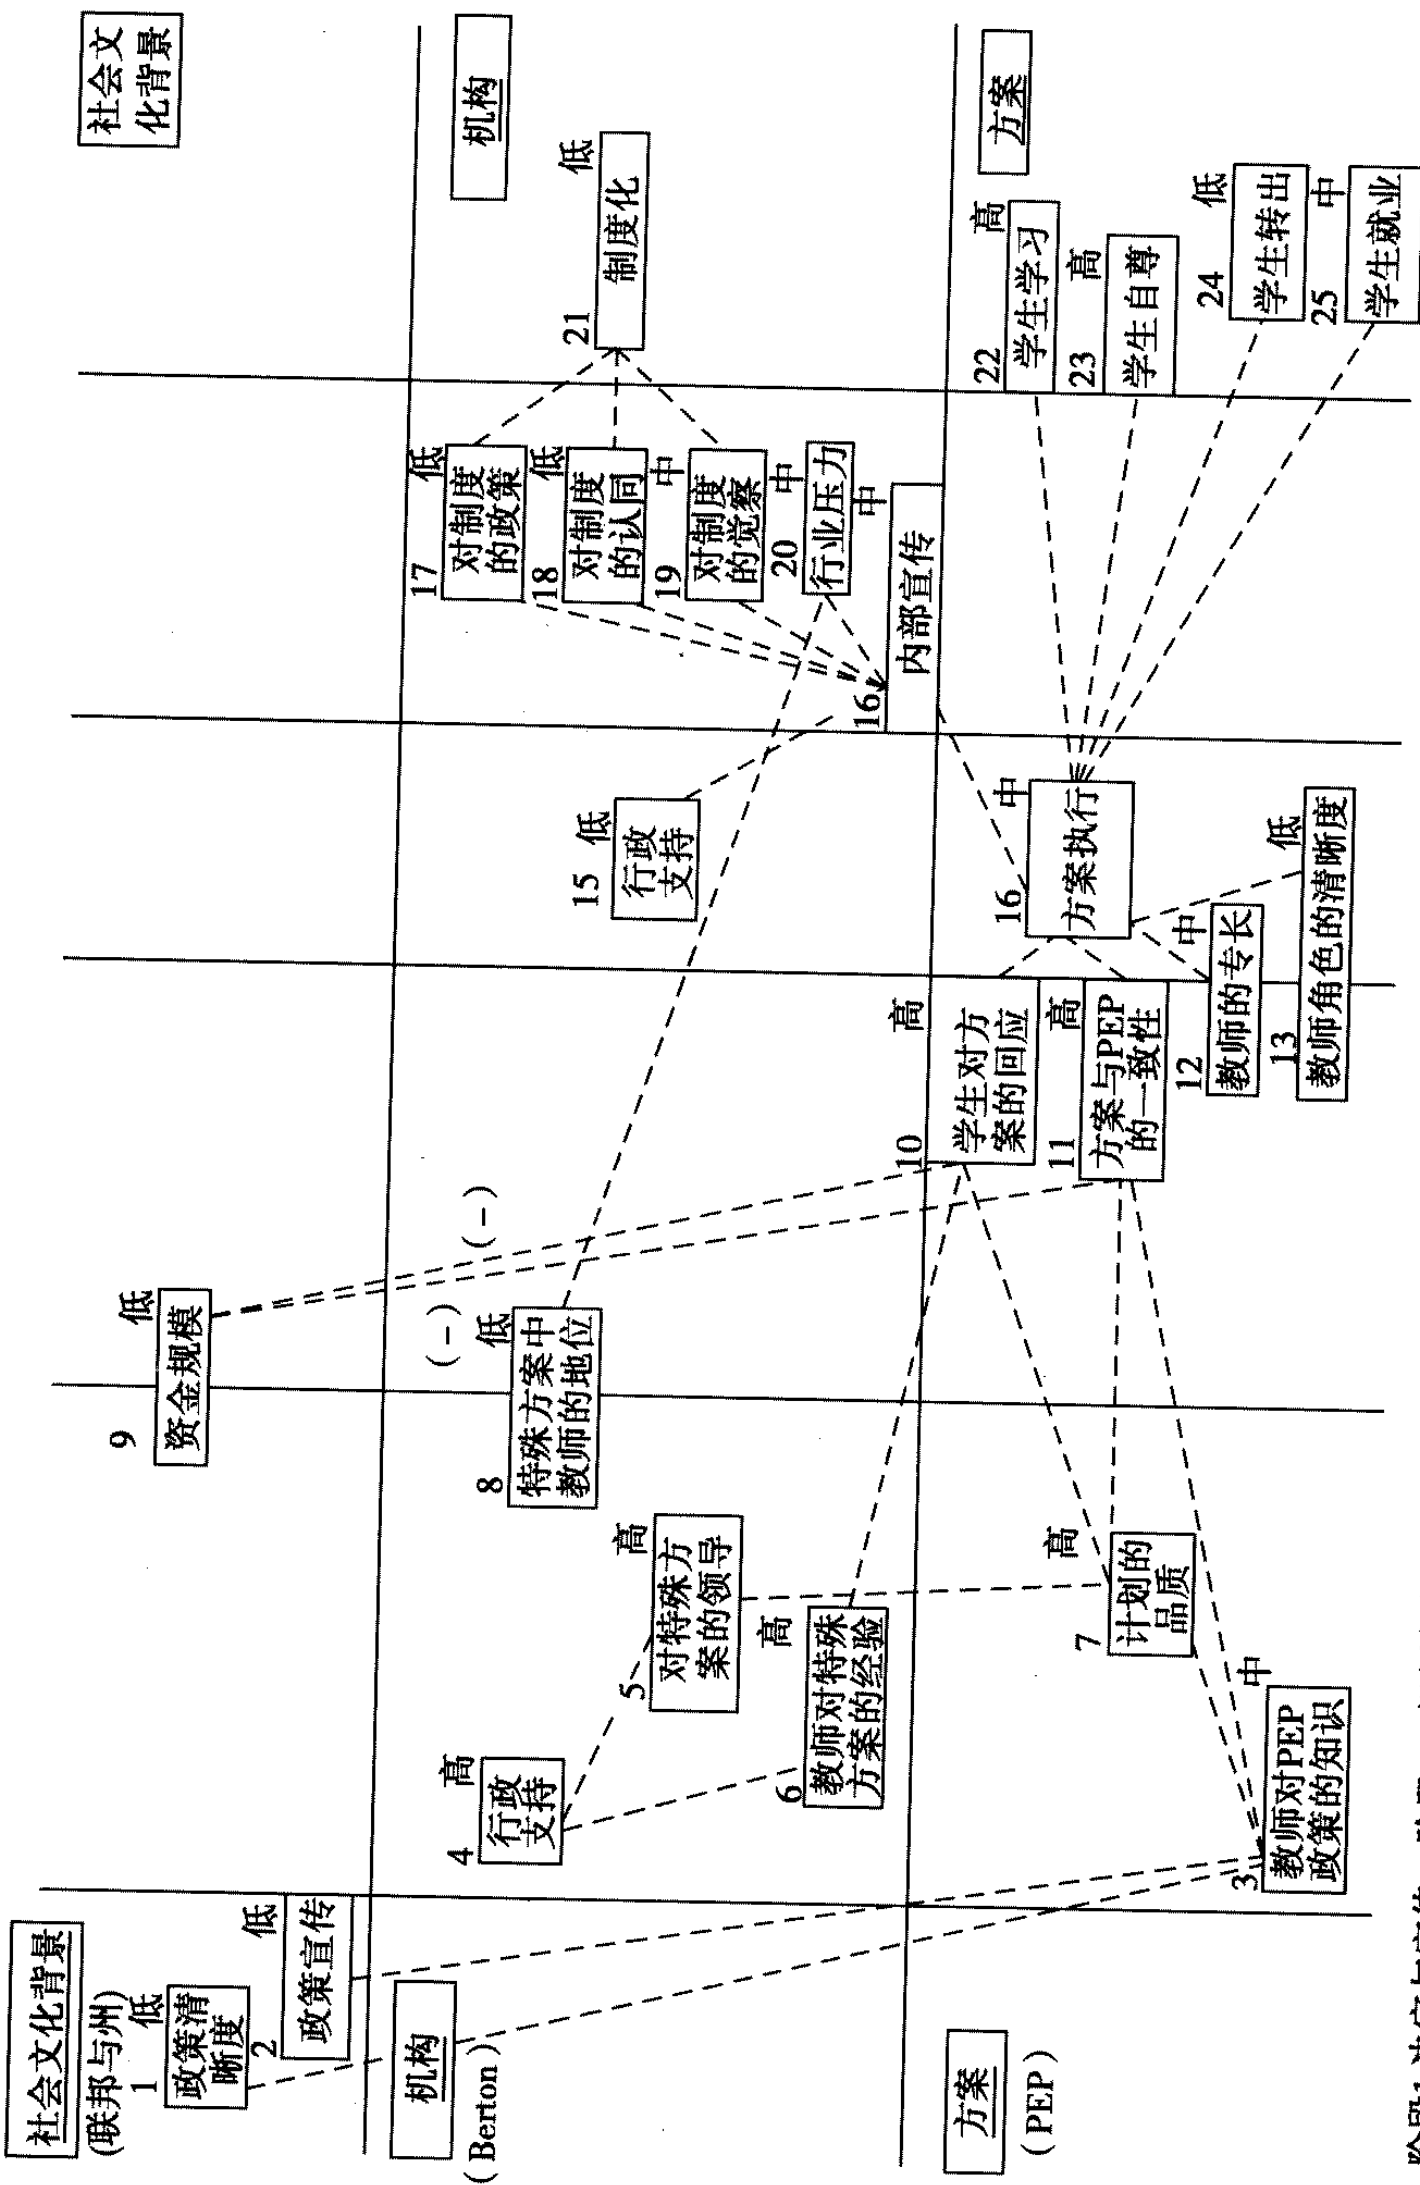 社会文化背景
(联邦与州)
1
低
政策清
晰度
2
低
政策宣传
9
低
资金规模
社会文
化背景
机构
(Berton)
4
高
行政
支持
5
高
对特殊方
案的领导
6
高
教师对特殊
方案的经验
8
低
特殊方案中
教师的地位
(-)
(-)
15
低
行政
支持
17
低
对制度
的政策
18
低
对制度
的认同
19
中
对制度
的觉察
20
中
行业压力
16
中
内部宣传
21
低
制度化
机构
方案
(PEP)
3
中
教师对PEP
政策的知识
7
高
计划的
品质
10
高
学生对方
案的回应
11
高
方案与PEP
的一致性
12
中
教师的专长
13
低
教师角色的清晰度
16
中
方案执行
22
高
学生学习
23
高
学生自尊
24
低
学生转出
25
中
学生就业
方案